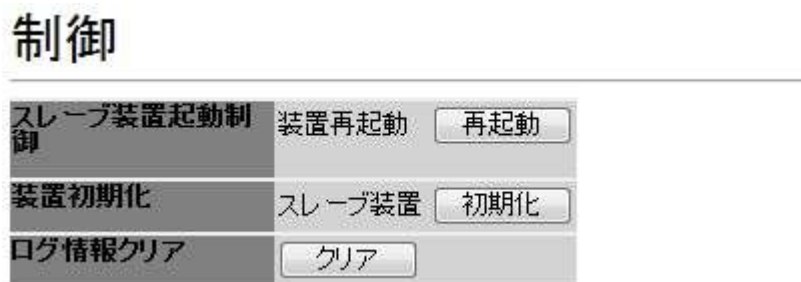 制御
スレーブ装置起動制
御
装置再起動 再起動
装置初期化
スレーブ装置 初期化
ログ情報クリア
クリア